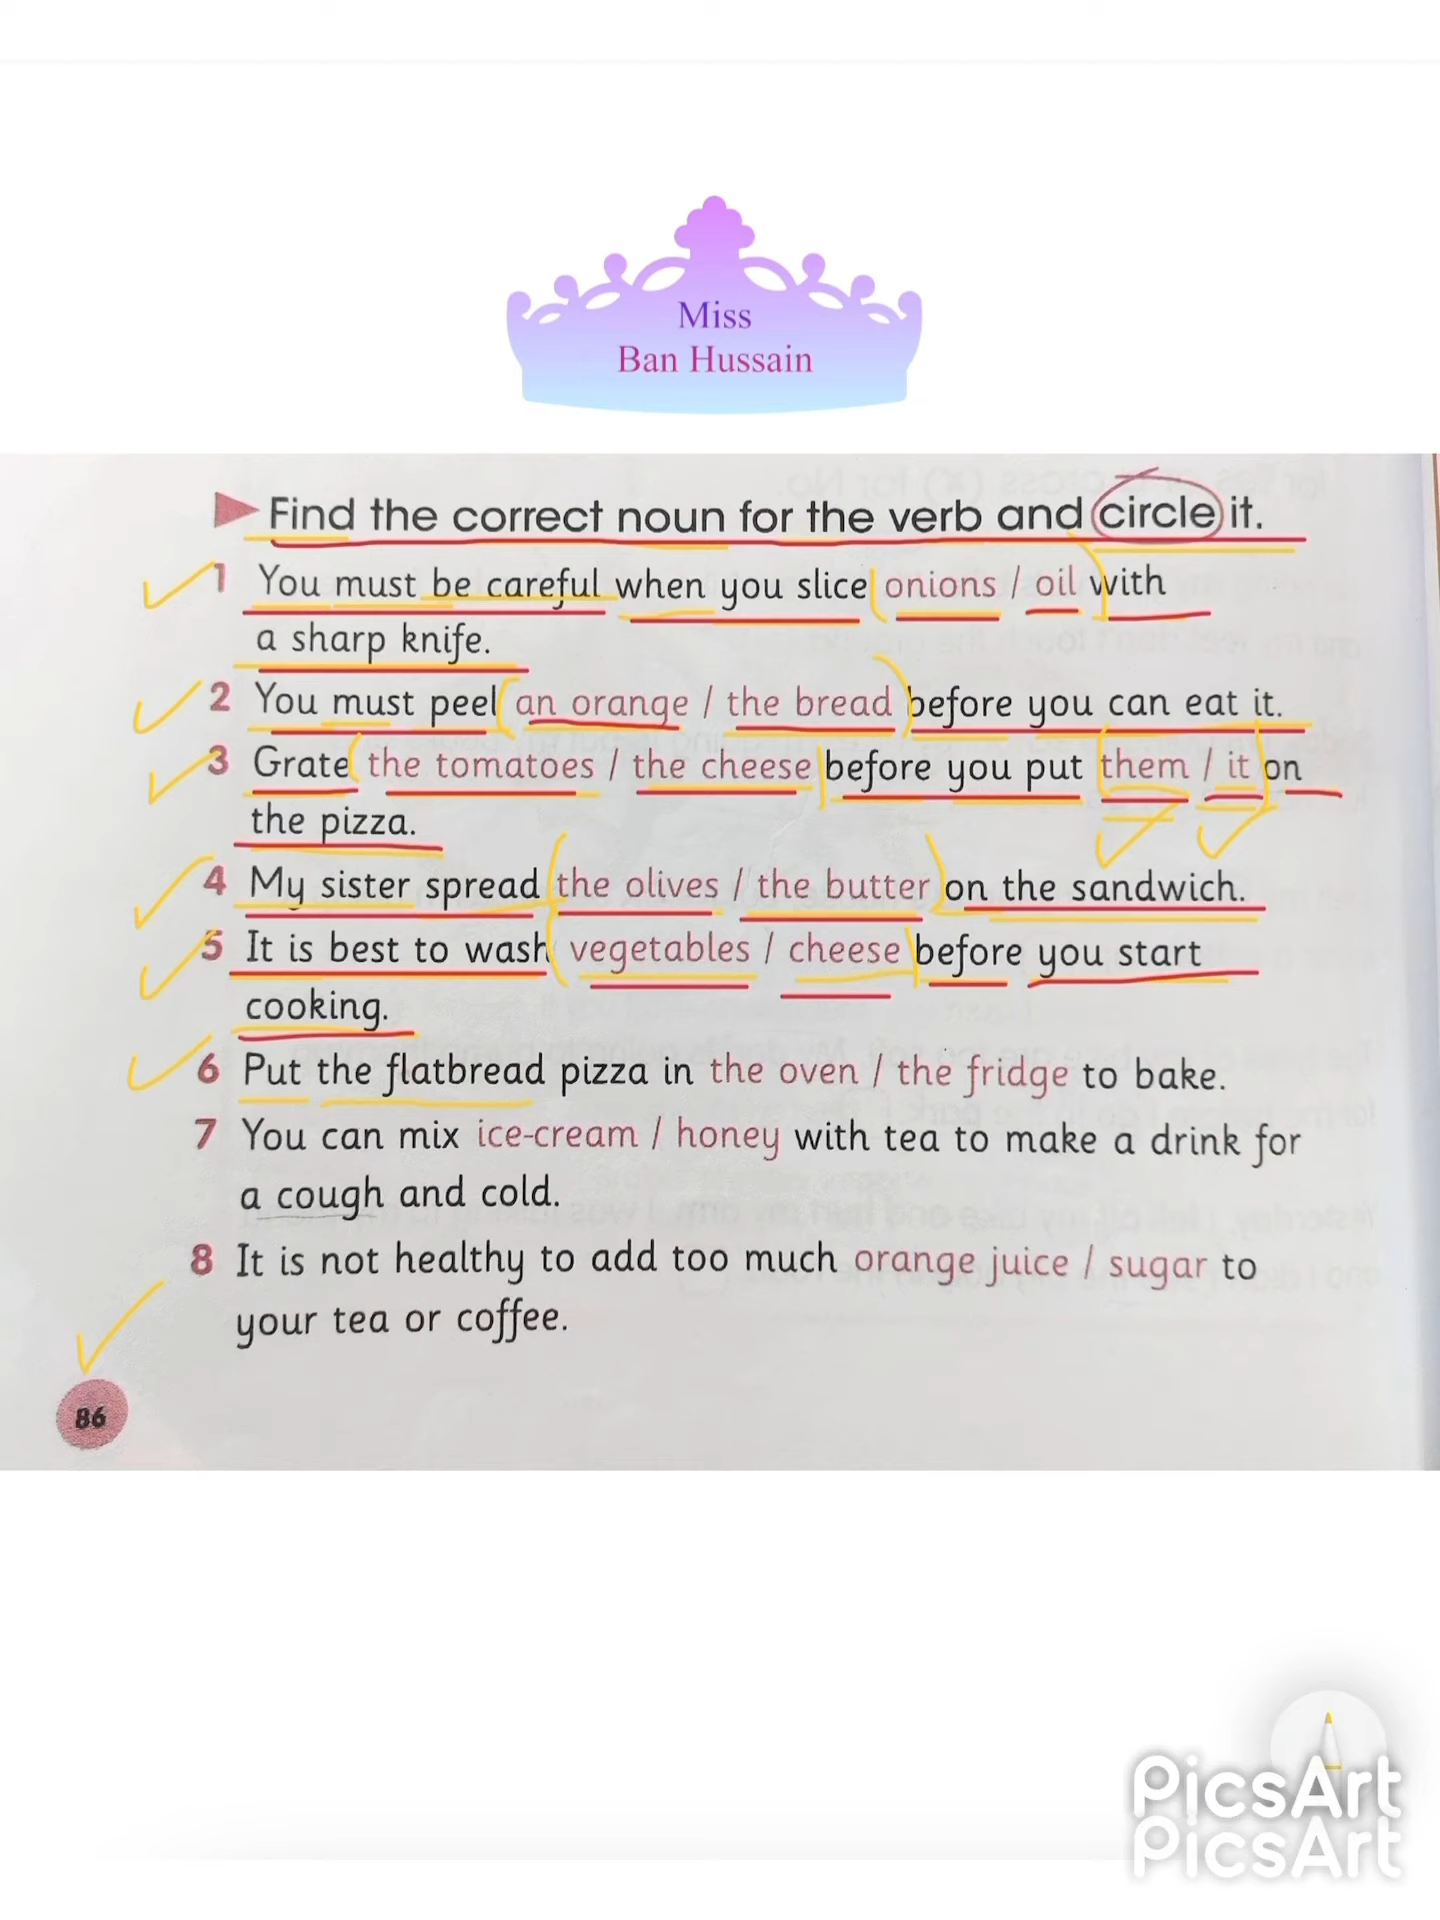 Miss
Ban Hussain
Find the correct noun for the verb and circle it.
1 You must be careful when you slice onions / oil with
a sharp knife.
2 You must peel an orange / the bread before you can eat it.
3 Grate the tomatoes / the cheese before you put them / it on
the pizza.
4 My sister spread the olives / the butter on the sandwich.
5 It is best to wash vegetables / cheese before you start
cooking.
6 Put the flatbread pizza in the oven / the fridge to bake.
7 You can mix ice-cream / honey with tea to make a drink for
a cough and cold.
8 It is not healthy to add too much orange juice / sugar to
your tea or coffee.
86
PicsArt
PicsArt